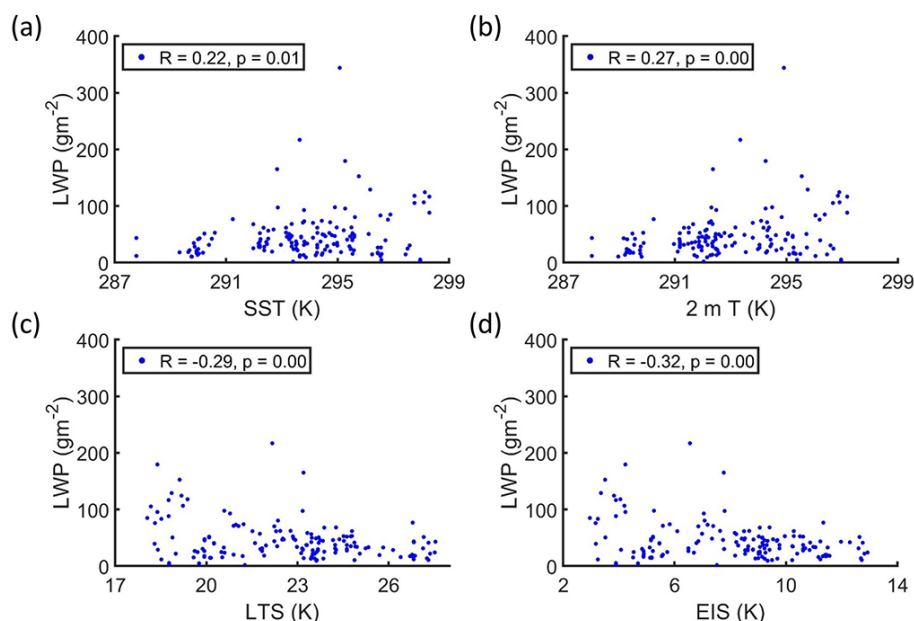 (a)
400
300
200
100
0
LWP (gm-2)
R = 0.22, p = 0.01
287
291
295
299
SST (K)
(b)
400
300
200
100
0
LWP (gm-2)
R = 0.27, p = 0.00
287
291
295
299
2 m T (K)
(c)
400
300
200
100
0
LWP (gm-2)
R = -0.29, p = 0.00
17
20
23
26
LTS (K)
(d)
400
300
200
100
0
LWP (gm-2)
R = -0.32, p = 0.00
2
6
10
14
EIS (K)